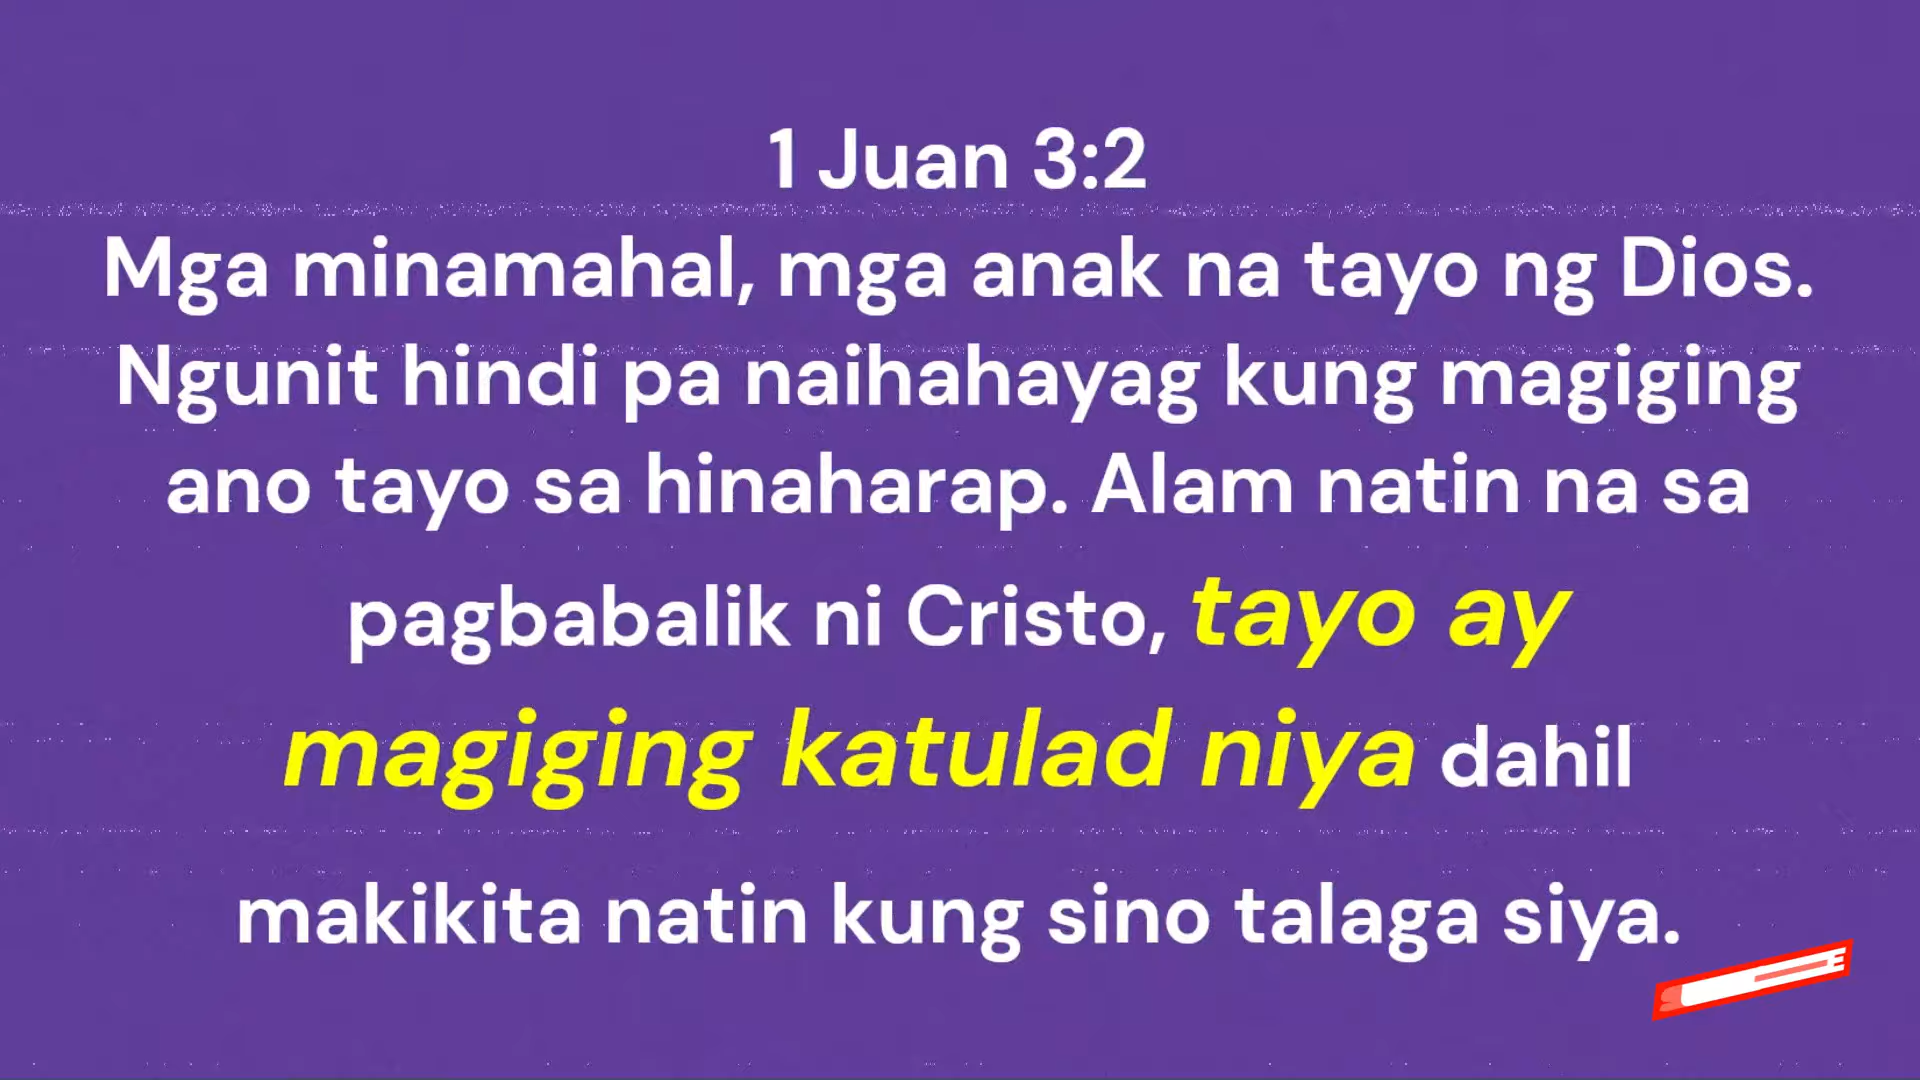 1 Juan 3:2
Mga minamahal, mga anak na tayo ng Dios.
Ngunit hindi pa naihahayag kung magiging
ano tayo sa hinaharap. Alam natin na sa
pagbabalik ni Cristo, tayo ay
magiging katulad niya dahil
makikita natin kung sino talaga siya.